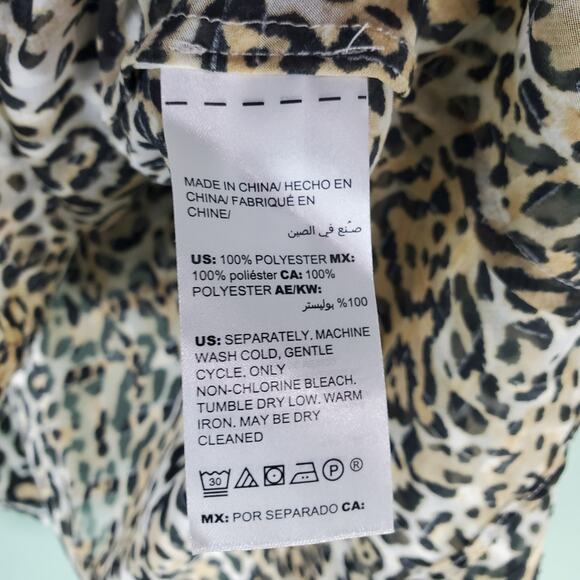 MADE IN CHINA/ HECHO EN
CHINA/ FABRIQUÉ EN
CHINE/
صُنع في الصين
US: 100% POLYESTER MX:
100% poliéster CA: 100%
POLYESTER AE/KW:
100% بوليستر
US: SEPARATELY. MACHINE
WASH COLD, GENTLE
CYCLE, ONLY
NON-CHLORINE BLEACH.
TUMBLE DRY LOW. WARM
IRON. MAY BE DRY
CLEANED
30 P ®
MX: POR SEPARADO CA: